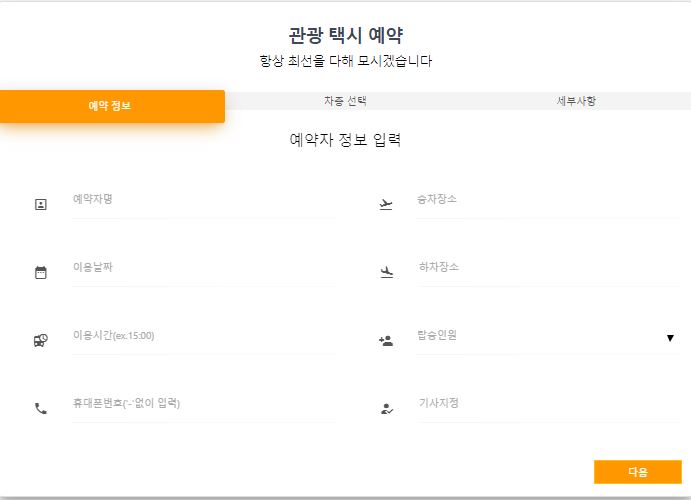 관광 택시 예약
항상 최선을 다해 모시겠습니다
예약 정보 차종 선택 세부사항
예약자 정보 입력
예약자명 승차장소
이용날짜 하차장소
이용시간(ex:15:00) 탑승인원
휴대폰번호('-'없이 입력) 기사지정
다음